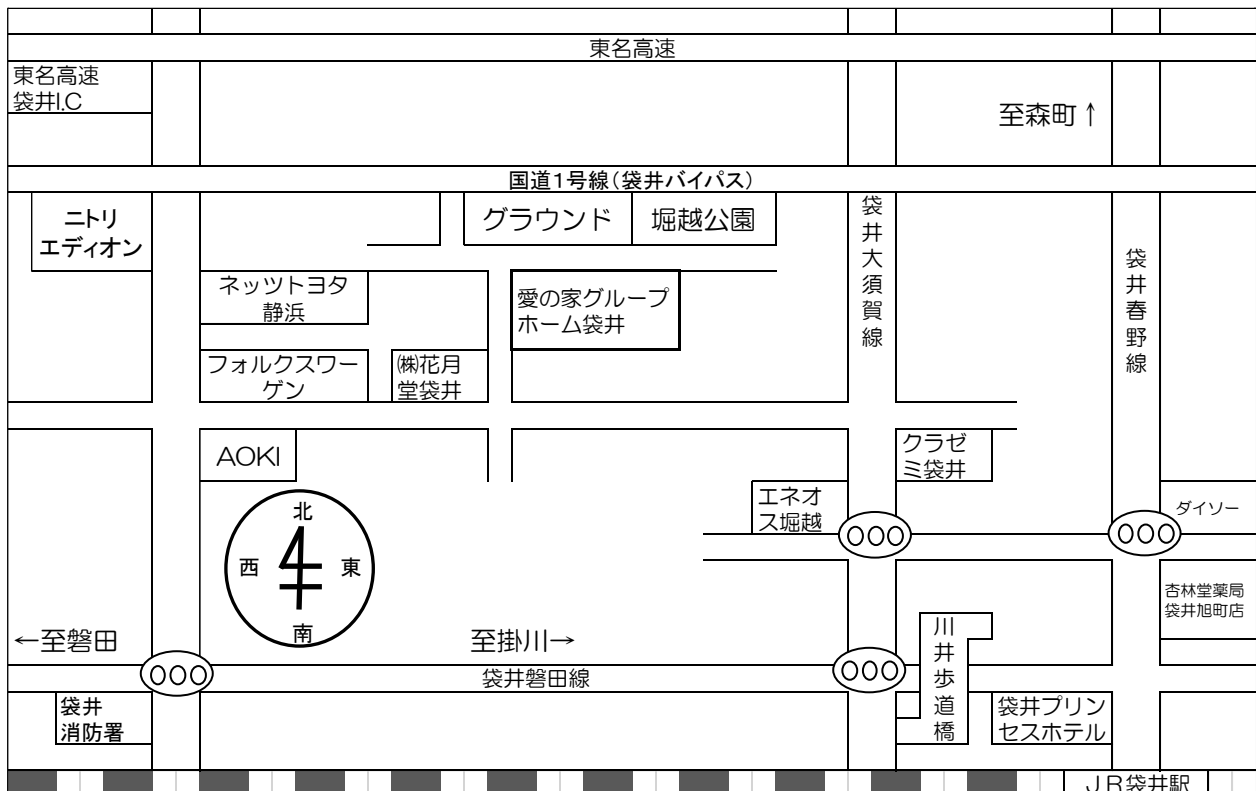 東名高速
東名高速
袋井I.C
至森町↑
国道1号線(袋井バイパス)
ニトリ
エディオン
グラウンド
堀越公園
袋井大須賀線
袋井春野線
ネッツトヨタ
静浜
愛の家グループ
ホーム袋井
フォルクスワー
ゲン
㈱花月
堂袋井
AOKI
クラゼ
ミ袋井
エネオ
ス堀越
ダイソー
北
西
東
南
杏林堂薬局
袋井旭町店
←至磐田
至掛川→
川井歩道橋
袋井磐田線
袋井
消防署
袋井プリン
セスホテル
JR袋井駅